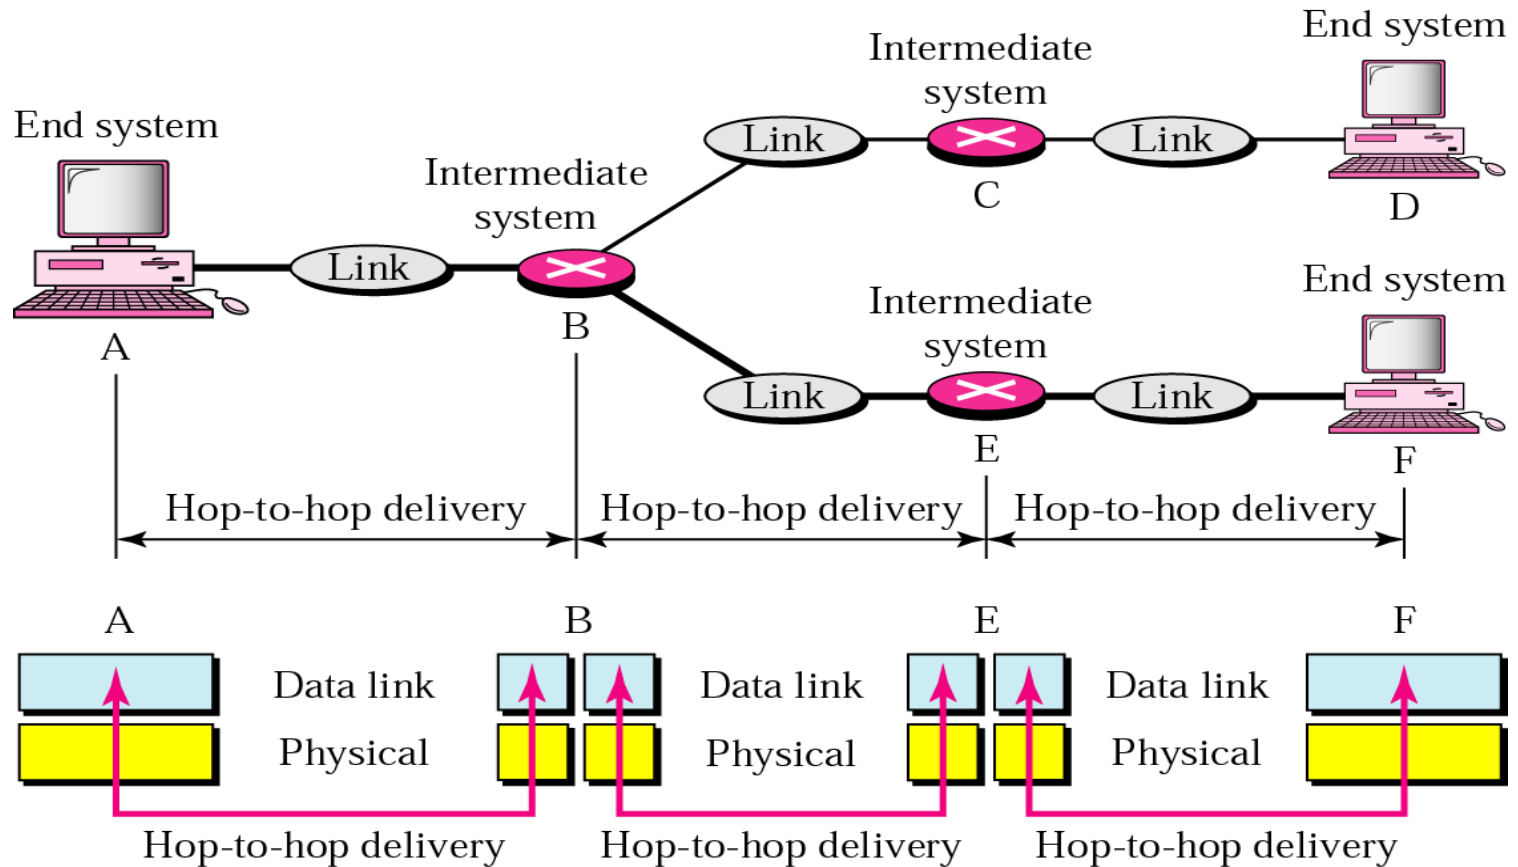 End system
Intermediate
system
End system
Link
Link
C
D
Intermediate
system
Link
B
A
Intermediate
system
End system
Link
Link
E
F
Hop-to-hop delivery
Hop-to-hop delivery
Hop-to-hop delivery
A
B
E
F
Data link
Data link
Data link
Physical
Physical
Physical
Hop-to-hop delivery
Hop-to-hop delivery
Hop-to-hop delivery